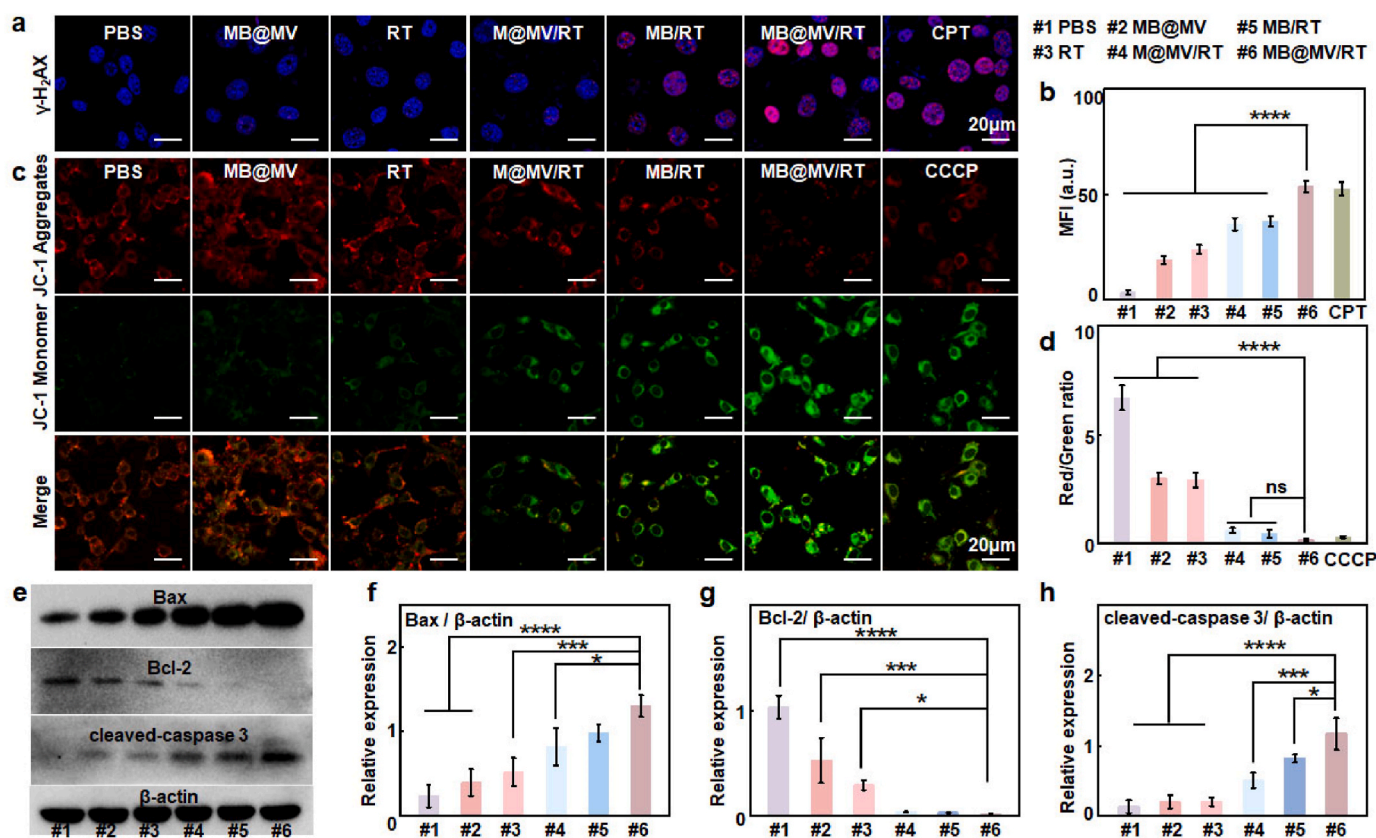 a
PBS MB@MV RT M@MV/RT MB/RT MB@MV/RT CPT
γ-H₂AX
20μm
#1 PBS #2 MB@MV #5 MB/RT
#3 RT #4 M@MV/RT #6 MB@MV/RT
b
100
50
0
MFI (a.u.)
****
#1 #2 #3 #4 #5 #6 CPT
c
PBS MB@MV RT M@MV/RT MB/RT MB@MV/RT CCCP
JC-1 Aggregates
JC-1 Monomer
Merge
20μm
d
10
5
0
Red/Green ratio
****
ns
#1 #2 #3 #4 #5 #6 CCCP
e
Bax
Bcl-2
cleaved-caspase 3
β-actin
#1 #2 #3 #4 #5 #6
f
Bax / β-actin
2
1
0
Relative expression
****
***
*
#1 #2 #3 #4 #5 #6
g
Bcl-2/ β-actin
1
0
Relative expression
****
***
*
#1 #2 #3 #4 #5 #6
h
cleaved-caspase 3/ β-actin
2
1
0
Relative expression
****
***
*
#1 #2 #3 #4 #5 #6